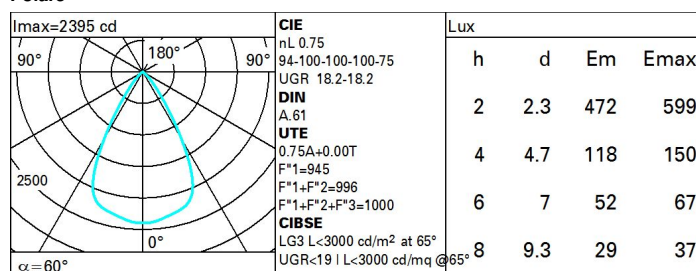 Imax=2395 cd
90°
180°
90°
2500
0°
α=60°
CIE
nL 0.75
94-100-100-100-75
UGR 18.2-18.2
DIN
A.61
UTE
0.75A+0.00T
F"1=945
F"1+F"2=996
F"1+F"2+F"3=1000
CIBSE
LG3 L<3000 cd/m² at 65°
UGR<19 | L<3000 cd/mq @65°
Lux
h d Em Emax
2 2.3 472 599
4 4.7 118 150
6 7 52 67
8 9.3 29 37